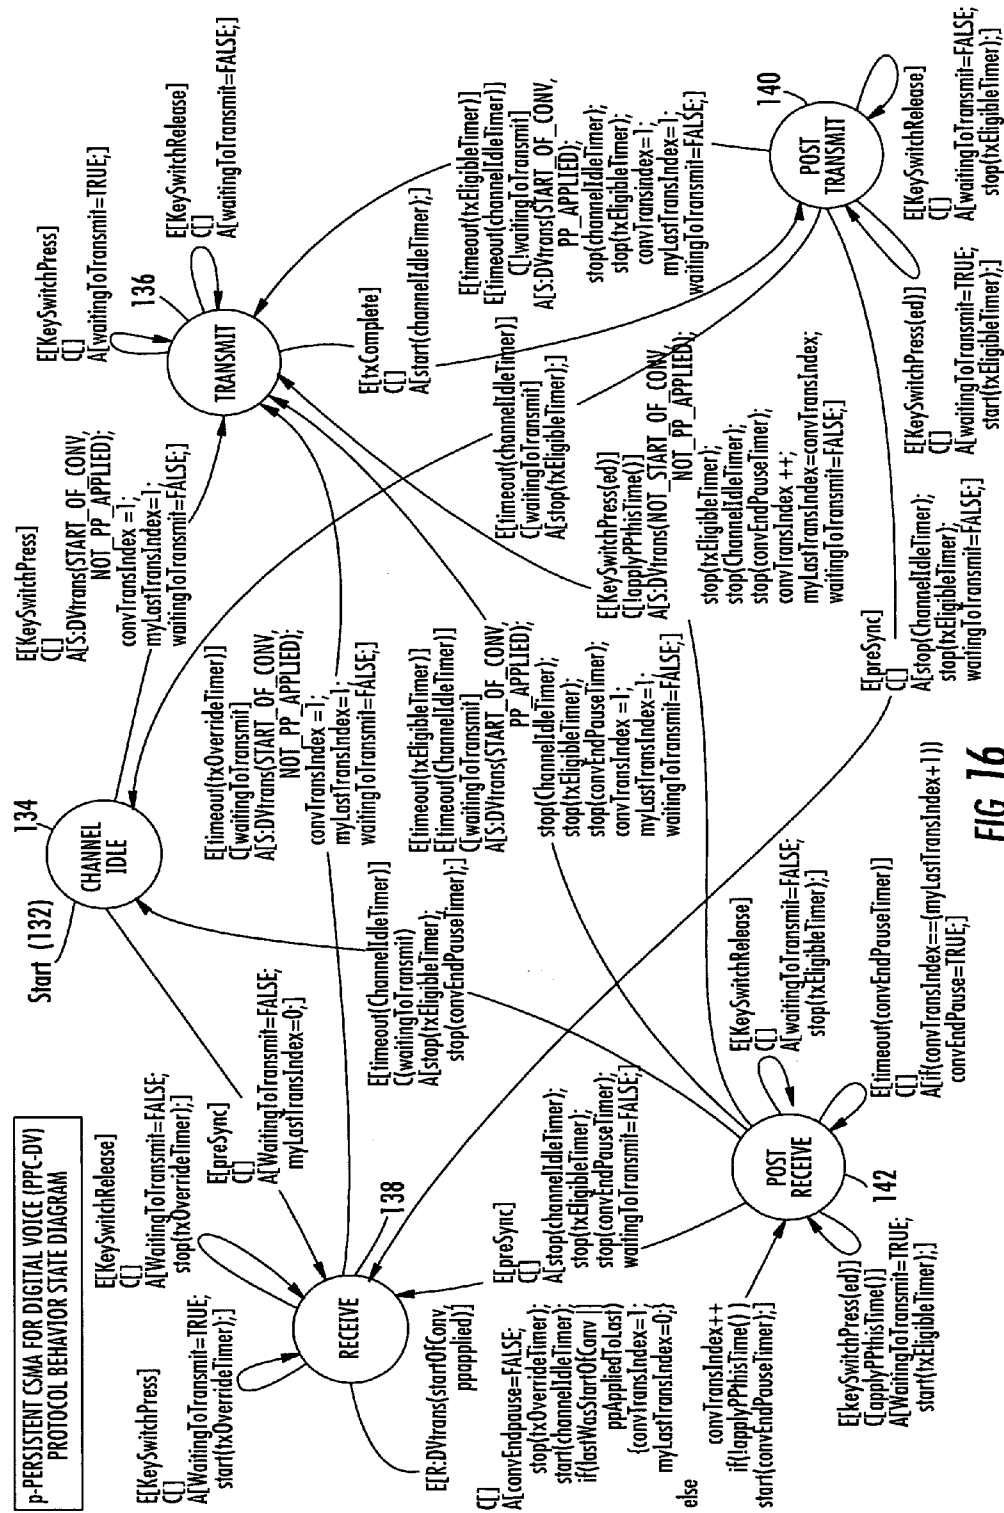 p-PERSISTENT CSMA FOR DIGITAL VOICE (PPC-DV)
PROTOCOL BEHAVIOR STATE DIAGRAM
Start (132)
134
CHANNEL
IDLE
E[KeySwitchPress]
C[]
A[S:DVtrans(START_OF_CONV,
NOT_PP_APPLIED);
convTransIndex =1;
myLastTransIndex=1;
waitingToTransmit=FALSE;]
E[KeySwitchPress]
C[]
A[waitingToTransmit=TRUE;]
136
TRANSMIT
E[KeySwitchRelease]
C[]
A[waitingToTransmit=FALSE;]
E[KeySwitchRelease]
C[]
A[WaitingToTransmit=FALSE;
stop(txOverrideTimer);]
E[KeySwitchPress]
C[]
A[WaitingToTransmit=TRUE;
start(txOverrideTimer);]
E[preSync]
C[]
A[WaitingToTransmit=FALSE,
myLastTransIndex=0;]
138
RECEIVE
E[timeout(txOverrideTimer)]
C[waitingToTransmit]
A[S:DVtrans(START_OF_CONV,
NOT_PP_APPLIED);
convTransIndex =1;
myLastTransIndex=1;
waitingToTransmit=FALSE;]
E[txComplete]
C[]
A[start(channelIdleTimer);]
E[timeout(txEligibleTimer)]
E[timeout(channelIdleTimer)]
C[!waitingToTransmit]
A[S:DVtrans(START_OF_CONV,
PP_APPLIED);
stop(channelIdleTimer);
stop(txEligibleTimer);
convTransindex=1;
myLastTransIndex=1;
waitingToTransmit=FALSE;]
E[timeout(ChannelIdleTimer)]
C(waitingToTransmit)
A[stop(txEligibleTimer);
stop(convEndPauseTimer);]
E[timeout(txEligibleTimer)]
E[timeout(ChannelIdleTimer)]
C[waitingToTransmit]
A[S:DVtrans(START_OF_CONV,
PP_APPLIED);
stop(ChannelIdleTimer);
stop(txEligibleTimer);
stop(convEndPauseTimer);
convTransIndex =1;
myLastTransIndex=1;
waitingToTransmit=FALSE;]
E[timeout(channelIdleTimer)]
C[waitingToTransmit]
A[stop(txEligibleTimer);]
140
POST
TRANSMIT
E[R:DVtrans(startOfConv,
ppapplied)]
C[]
A[convEndpause=FALSE;
stop(txOverrideTimer);
start(channelIdleTimer);
if(lastWasStartOfConv ||
ppAppliedToLast)
{convTransIndex=1;
myLastTransIndex=0;}
else
convTransIndex++
if(!applyPPthisTime( ))
start(convEndPauseTimer);]
E[preSync]
C[]
A[stop(channelIdleTimer);
stop(txEligibleTimer);
stop(convEndPauseTimer);
waitingToTransmit=FALSE;]
E[KeySwitchPress(ed)]
C[!applyPPthisTime()]
A[S:DVtrans(NOT_START_OF_CONV,
NOT_PP_APPLIED);
stop(txEligibleTimer);
stop(ChannelIdleTimer);
stop(convEndPauseTimer);
convTransIndex ++;
myLastTransIndex=convTransIndex;
waitingToTransmit=FALSE;]
E[KeySwitchRelease]
C[]
A[waitingToTransmit=FALSE,
stop(txEligibleTimer);]
E[KeySwitchPress(ed)]
C[]
A[waitingToTransmit=TRUE,
start(txEligibleTimer);]
E[preSync]
C[]
A[stop(ChannelIdleTimer);
stop(txEligibleTimer);
waitingToTransmit=FALSE;]
POST
RECEIVE
142
E[KeySwitchRelease]
C[]
A[waitingToTransmit=FALSE,
stop(txEligibleTimer)
E[timeout(convEndPauseTimer)]
C[]
A[if(convTransIndex==(myLastTransIndex+1))
convEndPause=TRUE;]
E[keySwitchPress(ed)]
C[applyPPthisTime()]
A[WaitingToTransmit=TRUE;
start(txEligibleTimer);]
FIG 16